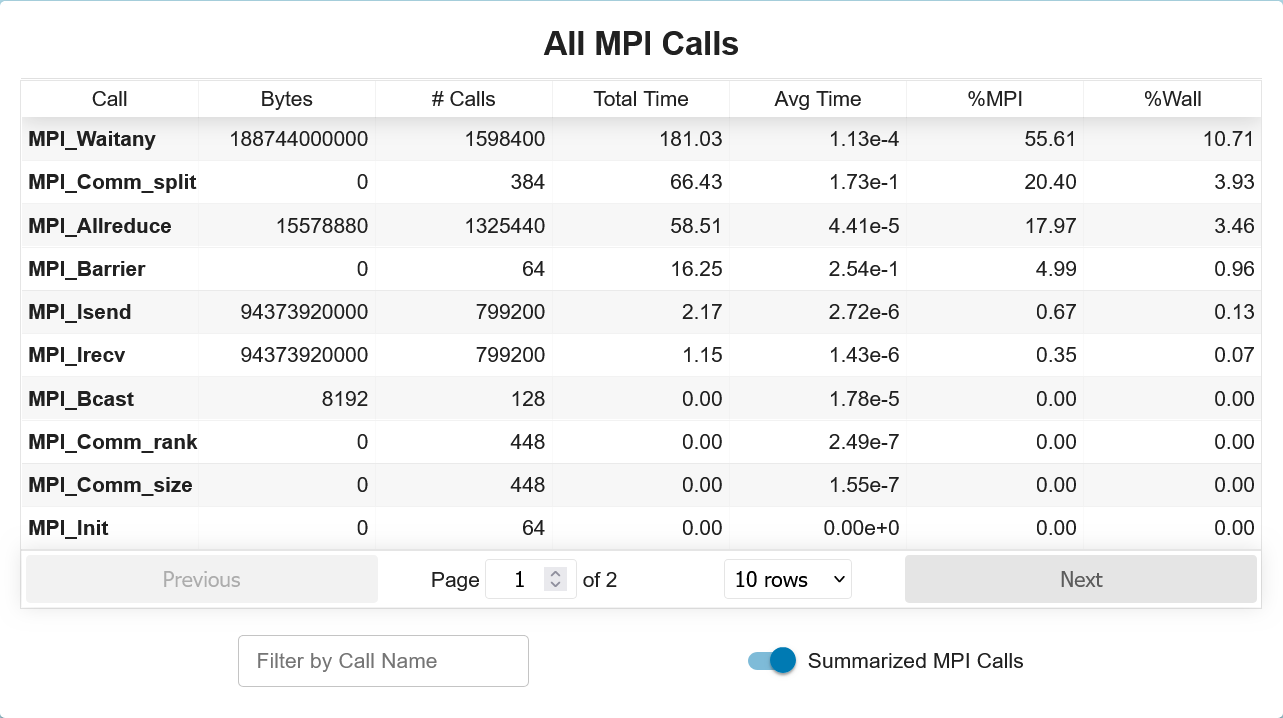 All MPI Calls
Call Bytes # Calls Total Time Avg Time %MPI %Wall
MPI_Waitany 188744000000 1598400 181.03 1.13e-4 55.61 10.71
MPI_Comm_split 0 384 66.43 1.73e-1 20.40 3.93
MPI_Allreduce 15578880 1325440 58.51 4.41e-5 17.97 3.46
MPI_Barrier 0 64 16.25 2.54e-1 4.99 0.96
MPI_Isend 94373920000 799200 2.17 2.72e-6 0.67 0.13
MPI_Irecv 94373920000 799200 1.15 1.43e-6 0.35 0.07
MPI_Bcast 8192 128 0.00 1.78e-5 0.00 0.00
MPI_Comm_rank 0 448 0.00 2.49e-7 0.00 0.00
MPI_Comm_size 0 448 0.00 1.55e-7 0.00 0.00
MPI_Init 0 64 0.00 0.00e+0 0.00 0.00
Previous Page 1 of 2 10 rows Next
Filter by Call Name Summarized MPI Calls